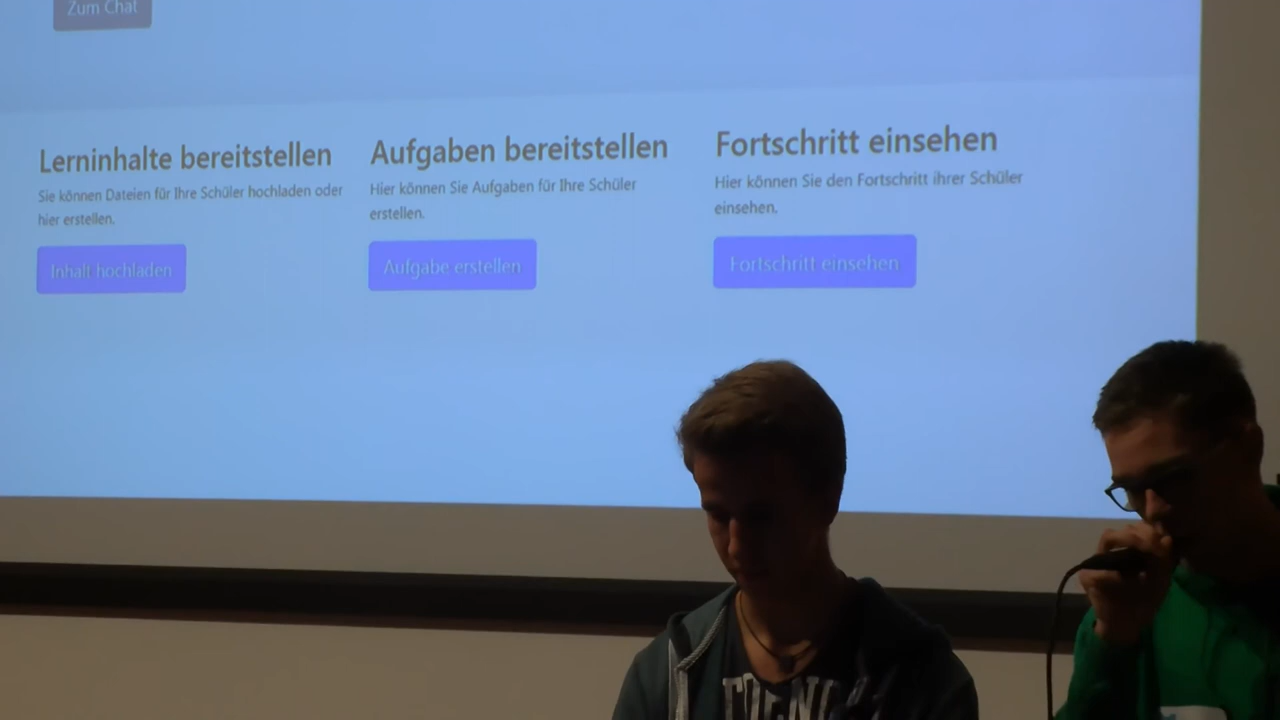 Zum Chat
Lerninhalte bereitstellen
Sie können Dateien für Ihre Schüler hochladen oder
hier erstellen.
Inhalt hochladen
Aufgaben bereitstellen
Hier können Sie Aufgaben für Ihre Schüler
erstellen.
Aufgabe erstellen
Fortschritt einsehen
Hier können Sie den Fortschritt ihrer Schüler
einsehen.
Fortschritt einsehen